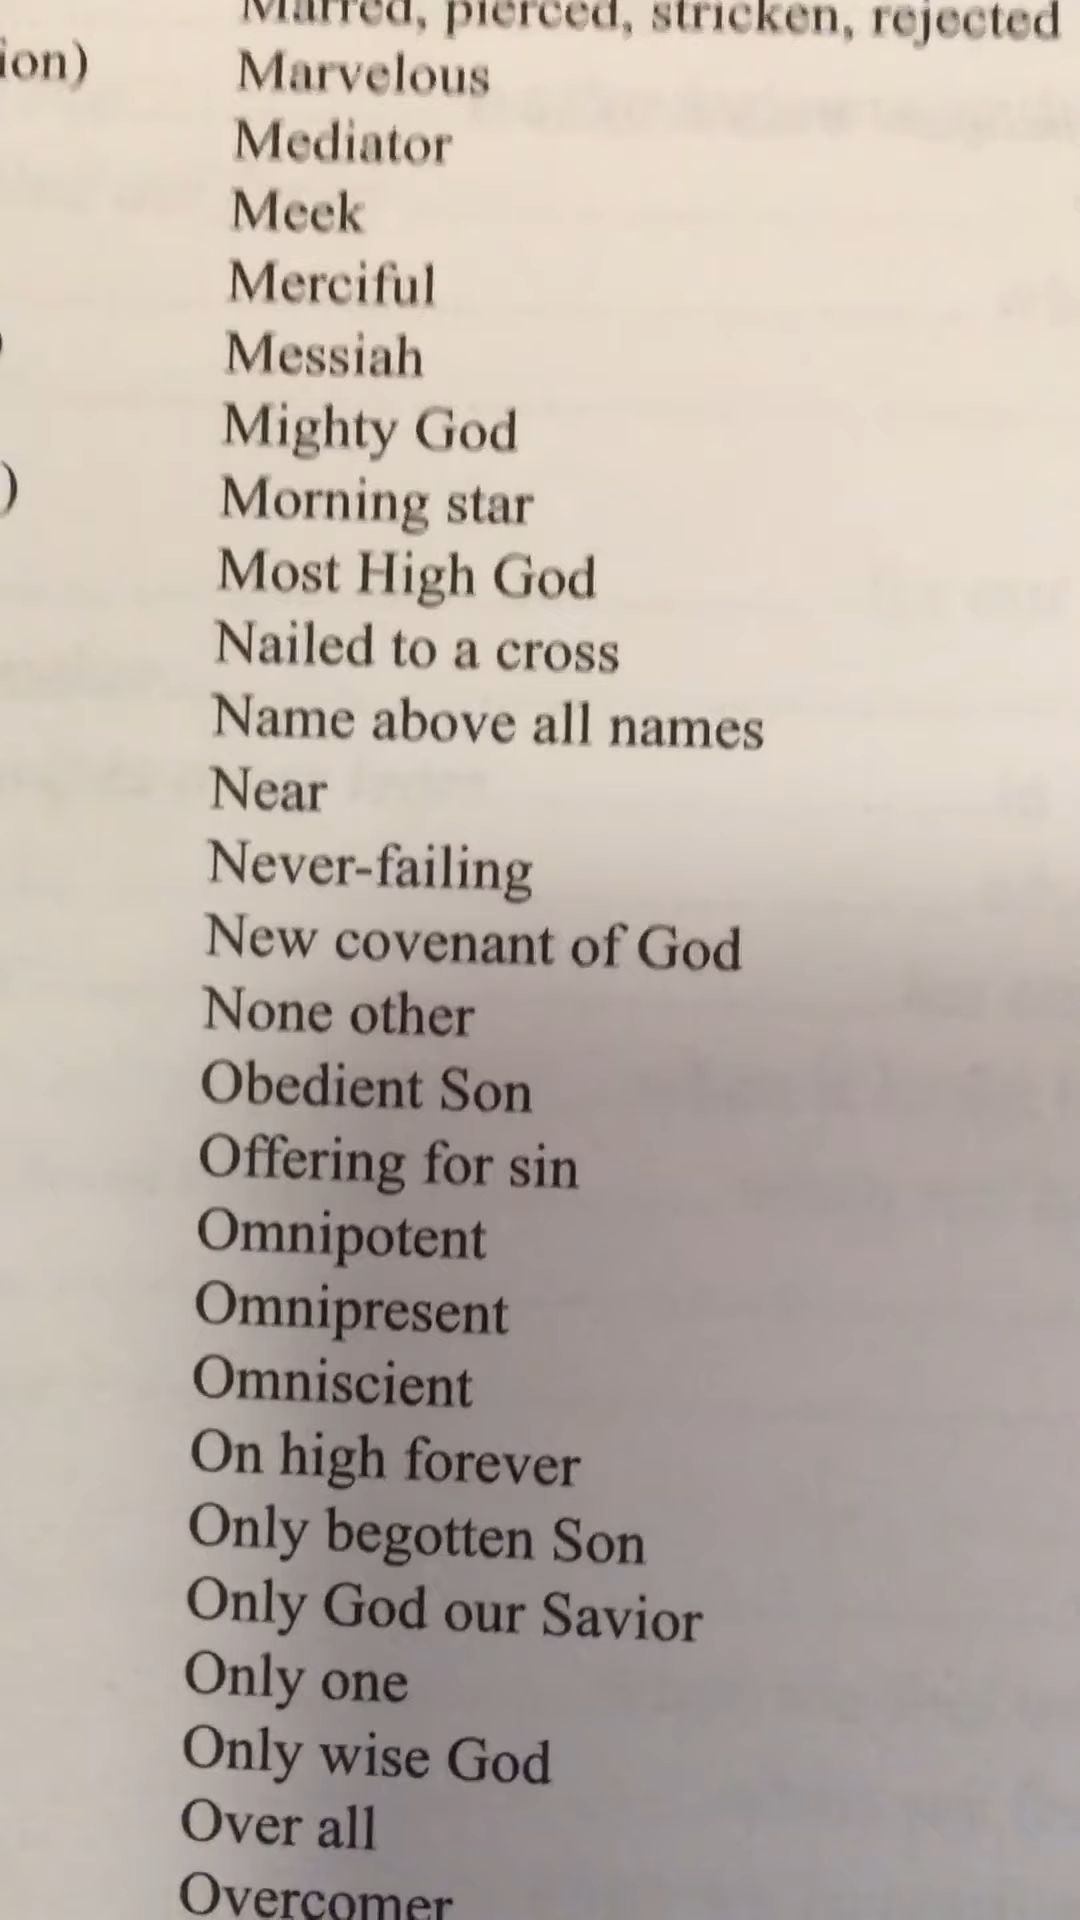 Marred, pierced, stricken, rejected
ion) Marvelous
Mediator
Meek
Merciful
Messiah
Mighty God
) Morning star
Most High God
Nailed to a cross
Name above all names
Near
Never-failing
New covenant of God
None other
Obedient Son
Offering for sin
Omnipotent
Omnipresent
Omniscient
On high forever
Only begotten Son
Only God our Savior
Only one
Only wise God
Over all
Overcomer